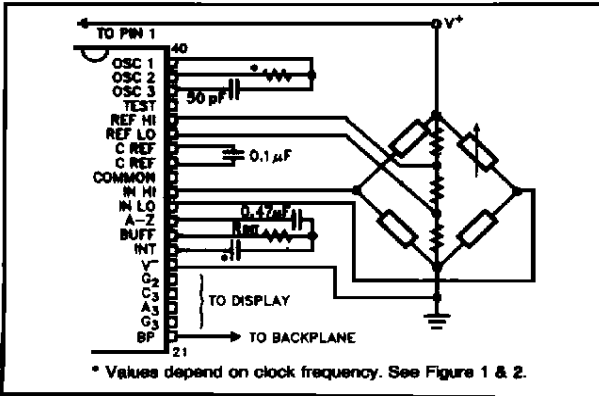 V+
TO PIN 1
40
OSC 1
OSC 2
*
OSC 3
50 pF
TEST
REF HI
REF LO
C REF
0.1 µF
C REF
COMMON
IN HI
IN LO
0.47µF
A-Z
BUFF
RINT
INT
*
V-
G2
C3
TO DISPLAY
A3
G3
BP
TO BACKPLANE
21
* Values depend on clock frequency. See Figure 1 & 2.